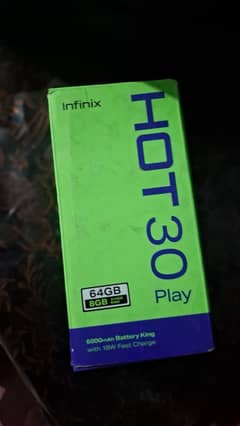 Infinix
HOT 30
Play
64GB
8GB
6000mAh Battery King
with 18W Fast Charge